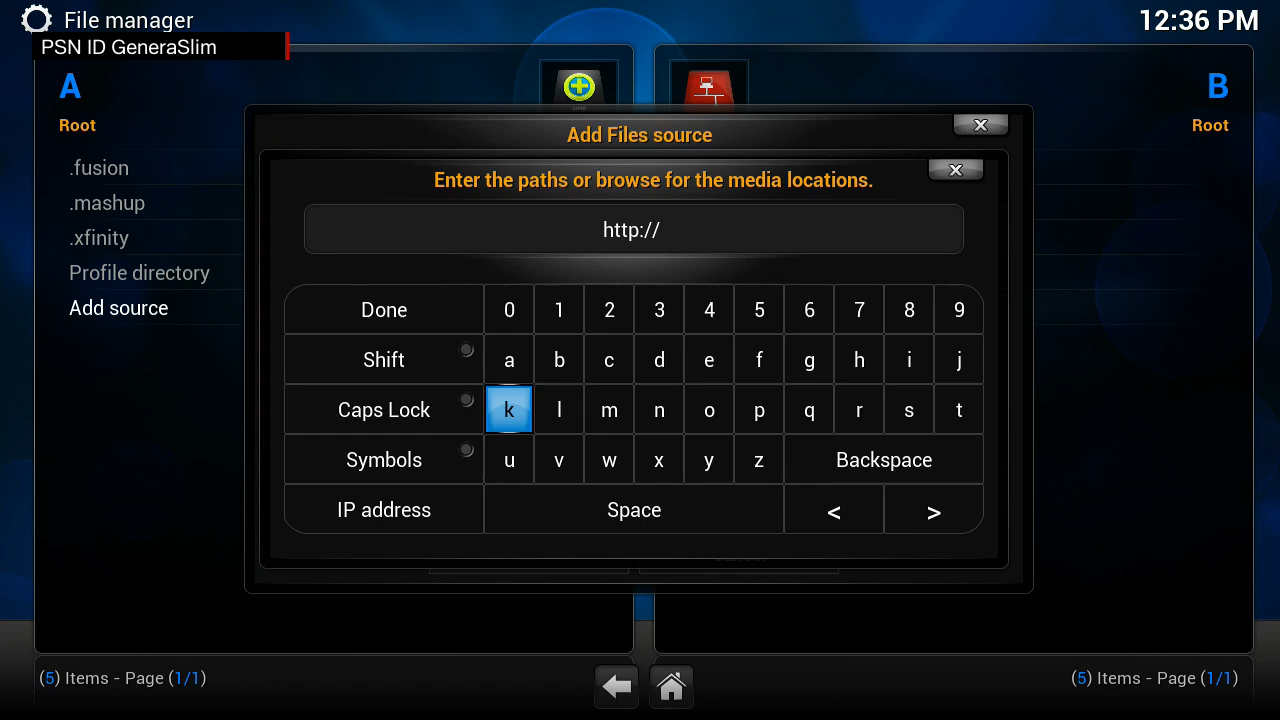 File manager
12:36 PM
PSN ID GeneraSlim
A
B
Root
Root
.fusion
.mashup
.xfinity
Profile directory
Add source
Add Files source
x
Enter the paths or browse for the media locations.
x
http://
Done 0 1 2 3 4 5 6 7 8 9
Shift a b c d e f g h i j
Caps Lock k l m n o p q r s t
Symbols u v w x y z Backspace
IP address Space < >
(5) Items - Page (1/1)
(5) Items - Page (1/1)